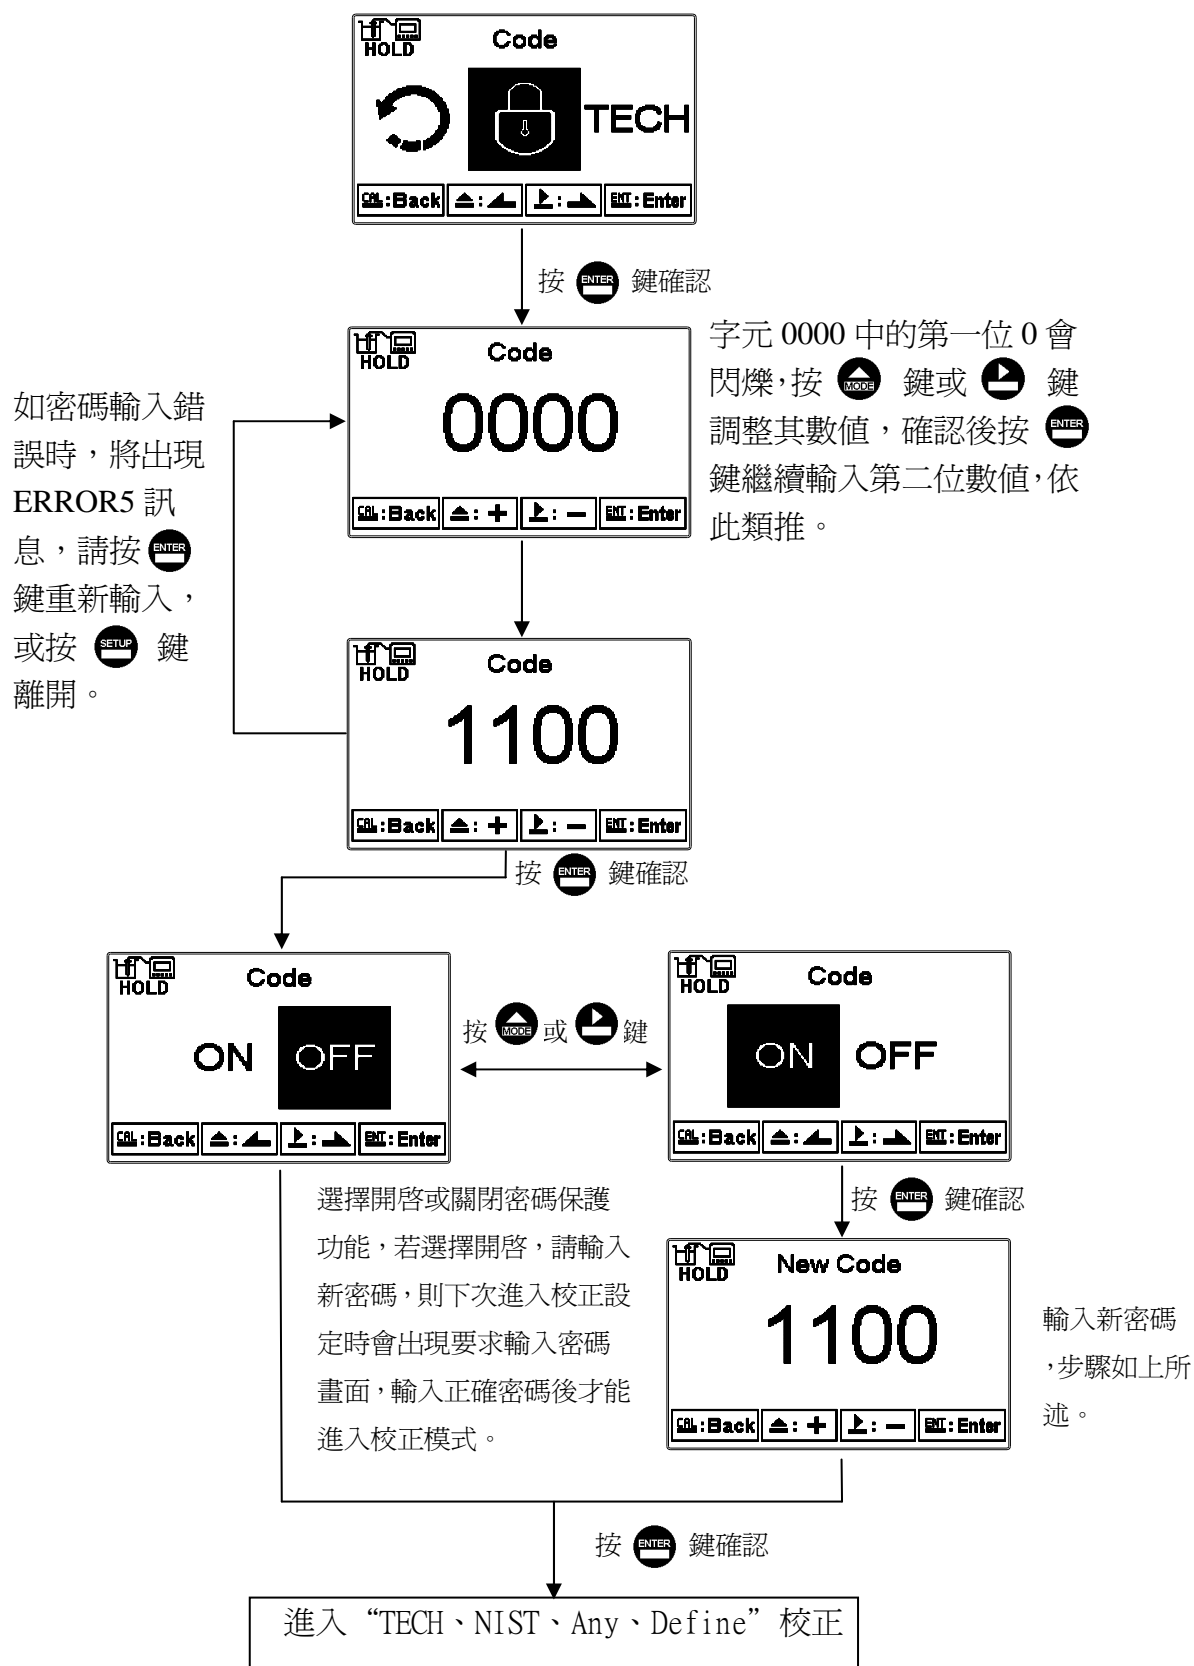 HOLD
Code
TECH
CAL:Back
:
:
ENT:Enter
按 ENTER 鍵確認
HOLD
Code
0000
CAL:Back
: +
: −
ENT:Enter
字元 0000 中的第一位 0 會
閃爍,按 MODE 鍵或 鍵
調整其數值,確認後按 ENTER
鍵繼續輸入第二位數值,依
此類推。
如密碼輸入錯
誤時,將出現
ERROR5 訊
息,請按 ENTER
鍵重新輸入,
或按 SETUP 鍵
離開。
HOLD
Code
1100
CAL:Back
: +
: −
ENT:Enter
按 ENTER 鍵確認
HOLD
Code
ON OFF
CAL:Back
:
:
ENT:Enter
按 MODE 或 鍵
HOLD
Code
ON OFF
CAL:Back
:
:
ENT:Enter
選擇開啓或關閉密碼保護
功能,若選擇開啓,請輸入
新密碼,則下次進入校正設
定時會出現要求輸入密碼
畫面,輸入正確密碼後才能
進入校正模式。
按 ENTER 鍵確認
HOLD
New Code
1100
CAL:Back
: +
: −
ENT:Enter
輸入新密碼
,步驟如上所
述。
按 ENTER 鍵確認
進入“TECH、NIST、Any、Define”校正